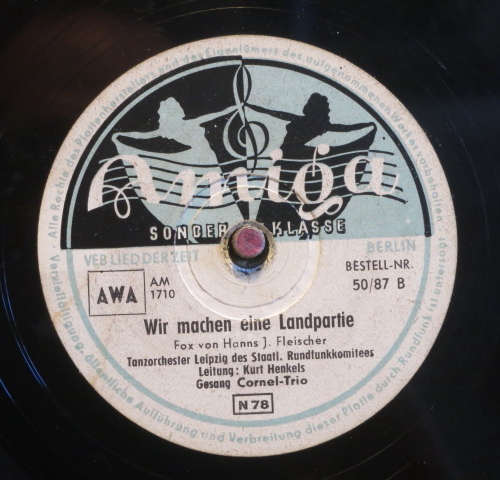 Alle Rechte des Plattenherstellers und des Eigentümers des aufgenommenen Werkes vorbehalten
Amiga
SONDER KLASSE
VEB LIED DER ZEIT
BERLIN
AWA
AM
1710
BESTELL-NR.
50/87 B
Wir machen eine Landpartie
Fox von Hanns J. Fleischer
Tanzorchester Leipzig des Staatl. Rundfunkkomitees
Leitung: Kurt Henkels
Gesang Cornel-Trio
N 78
Vervielfältigung, öffentliche Aufführung und Verbreitung dieser Platte durch Rundfunk ist untersagt